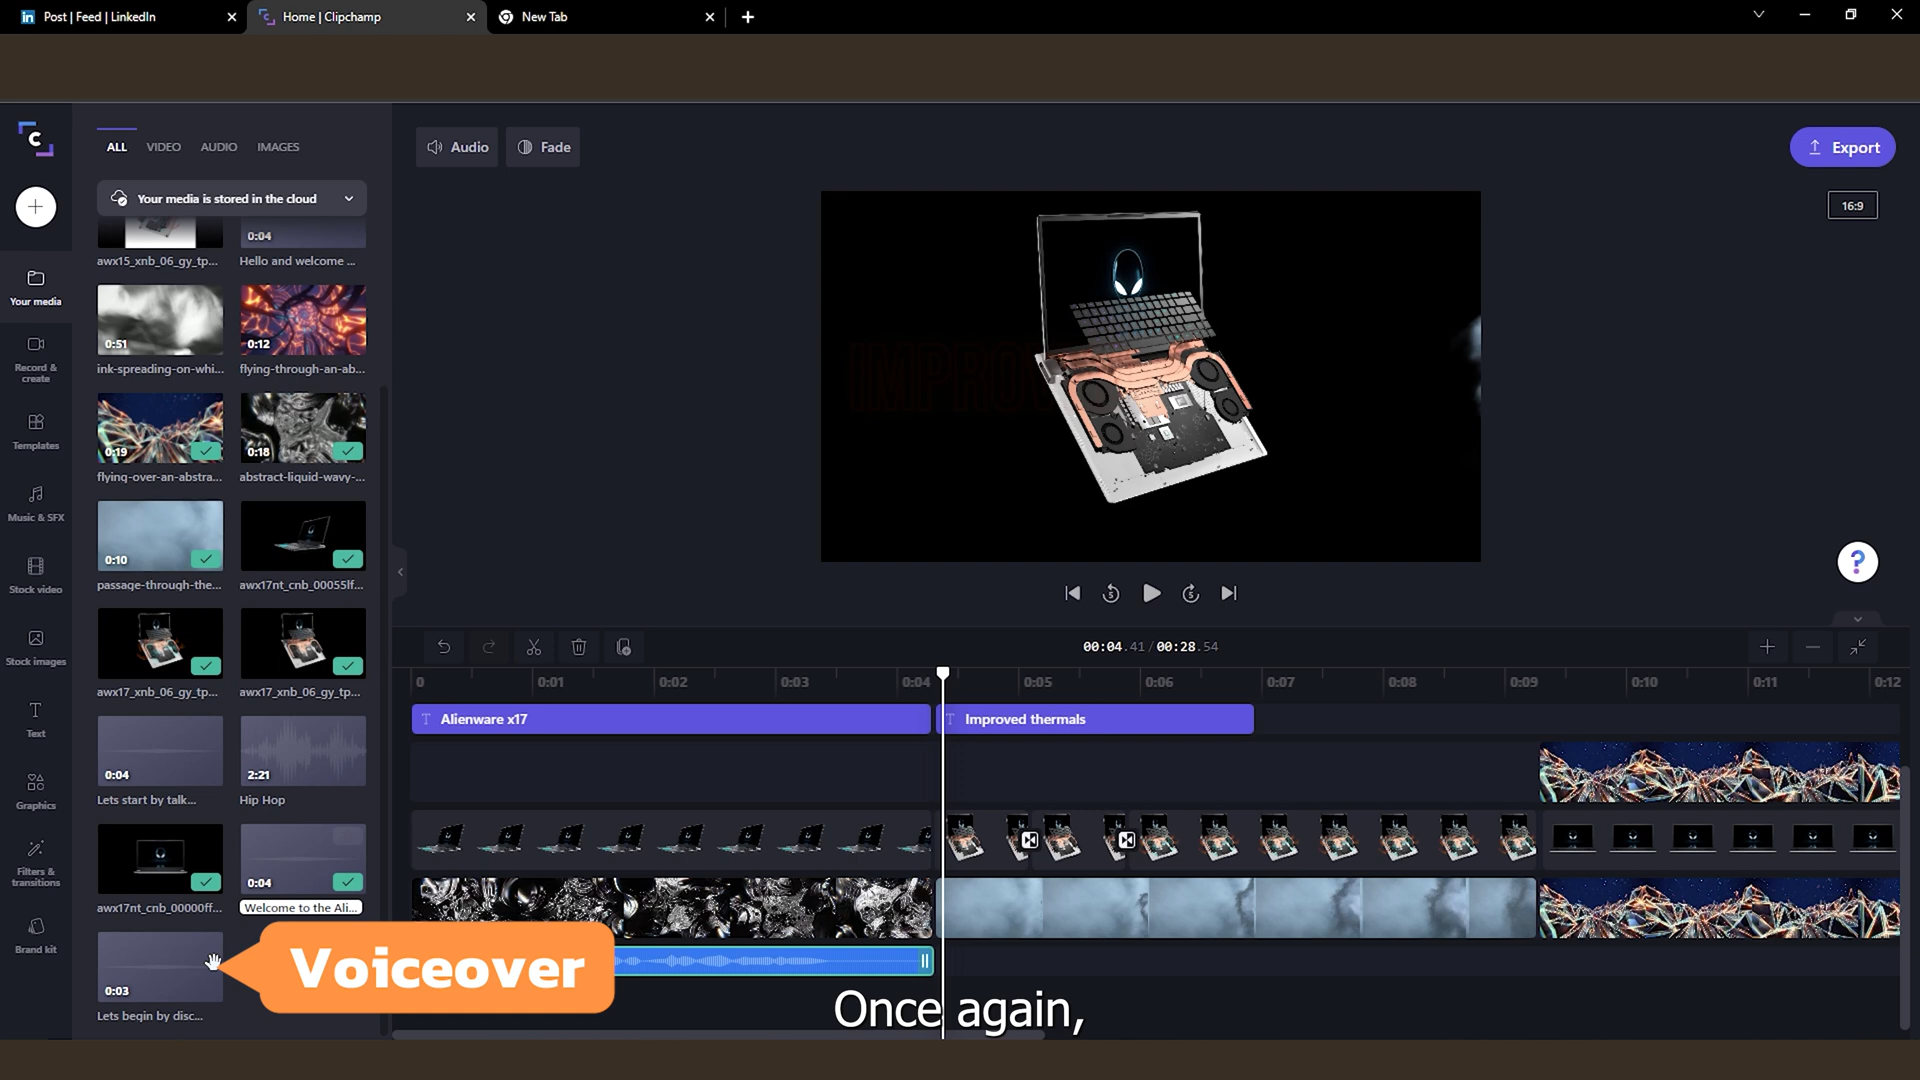 in Post | Feed | LinkedIn
Home | Clipchamp
New Tab
ALL
VIDEO
AUDIO
IMAGES
Audio
Fade
Export
Your media is stored in the cloud
16:9
0:04
awx15_xnb_06_gy_tp...
Hello and welcome ...
Your media
0:51
0:12
ink-spreading-on-whi...
flying-through-an-ab...
Record &
create
0:19
0:18
Templates
flying-over-an-abstra...
abstract-liquid-wavy-...
Music & SFX
0:10
passage-through-the...
awx17nt_cnb_00055lf...
Stock video
IMPROV
5
5
Stock images
00:04.41 / 00:28.54
awx17_xnb_06_gy_tp...
awx17_xnb_06_gy_tp...
0
0:01
0:02
0:03
0:04
0:05
0:06
0:07
0:08
0:09
0:10
0:11
0:12
T Alienware x17
T Improved thermals
Text
0:04
2:21
Lets start by talk...
Hip Hop
Graphics
Filters &
transitions
0:04
awx17nt_cnb_00000ff...
Welcome to the Ali...
Brand kit
0:03
Voiceover
Lets begin by disc...
Once again,